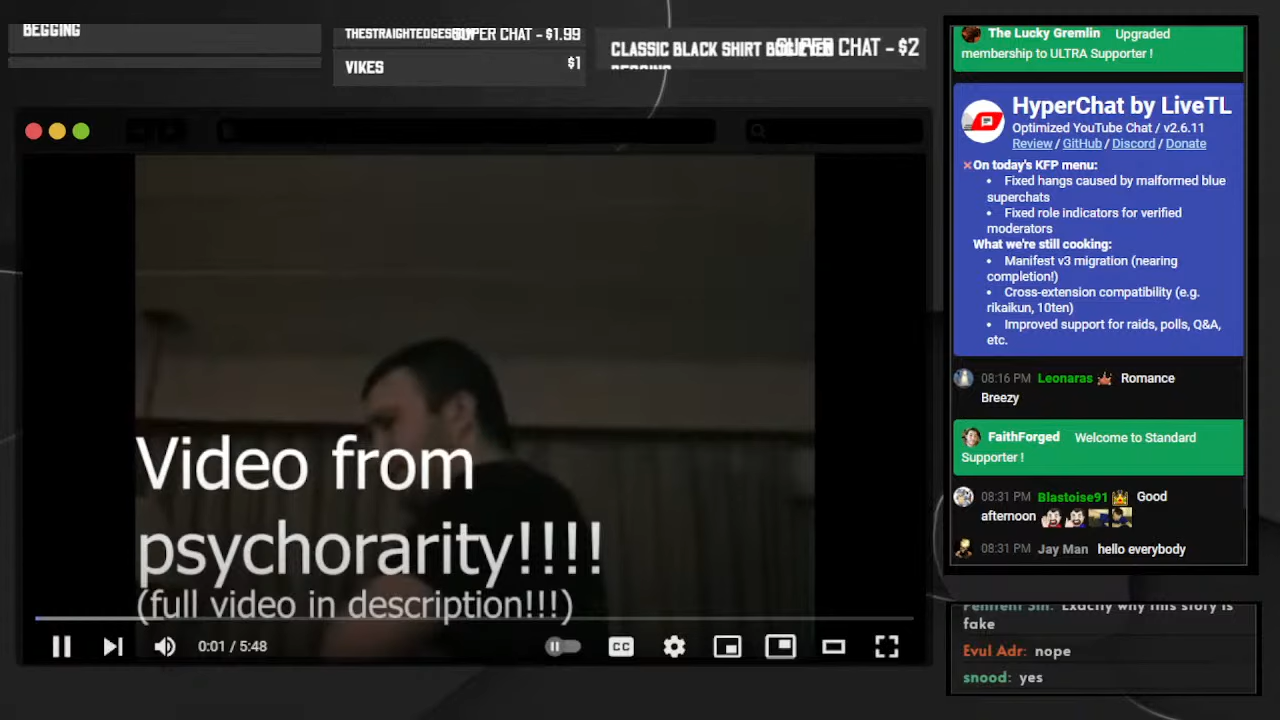 BEGGING
THESTRAIGHTEDGES
SUPER CHAT - $1.99
VIKES
$1
CLASSIC BLACK SHIRT
SUPER CHAT - $2
BEGGING
The Lucky Gremlin Upgraded
membership to ULTRA Supporter !
HyperChat by LiveTL
Optimized YouTube Chat / v2.6.11
Review / GitHub / Discord / Donate
On today's KFP menu:
• Fixed hangs caused by malformed blue
superchats
• Fixed role indicators for verified
moderators
What we're still cooking:
• Manifest v3 migration (nearing
completion!)
• Cross-extension compatibility (e.g.
rikaikun, 10ten)
• Improved support for raids, polls, Q&A,
etc.
08:16 PM Leonaras Romance
Breezy
FaithForged Welcome to Standard
Supporter !
08:31 PM Blastoise91 Good
afternoon
08:31 PM Jay Man hello everybody
Penitent Sin: Exactly why this story is
fake
Evul Adr: nope
snood: yes
Video from
psychorarity!!!!
(full video in description!!!)
0:01 / 5:48
CC